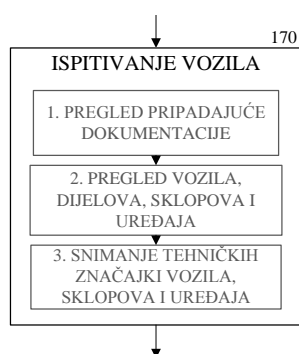 170
ISPITIVANJE VOZILA
1. PREGLED PRIPADAJUĆE
DOKUMENTACIJE
2. PREGLED VOZILA,
DIJELOVA, SKLOPOVA I
UREĐAJA
3. SNIMANJE TEHNIČKIH
ZNAČAJKI VOZILA,
SKLOPOVA I UREĐAJA